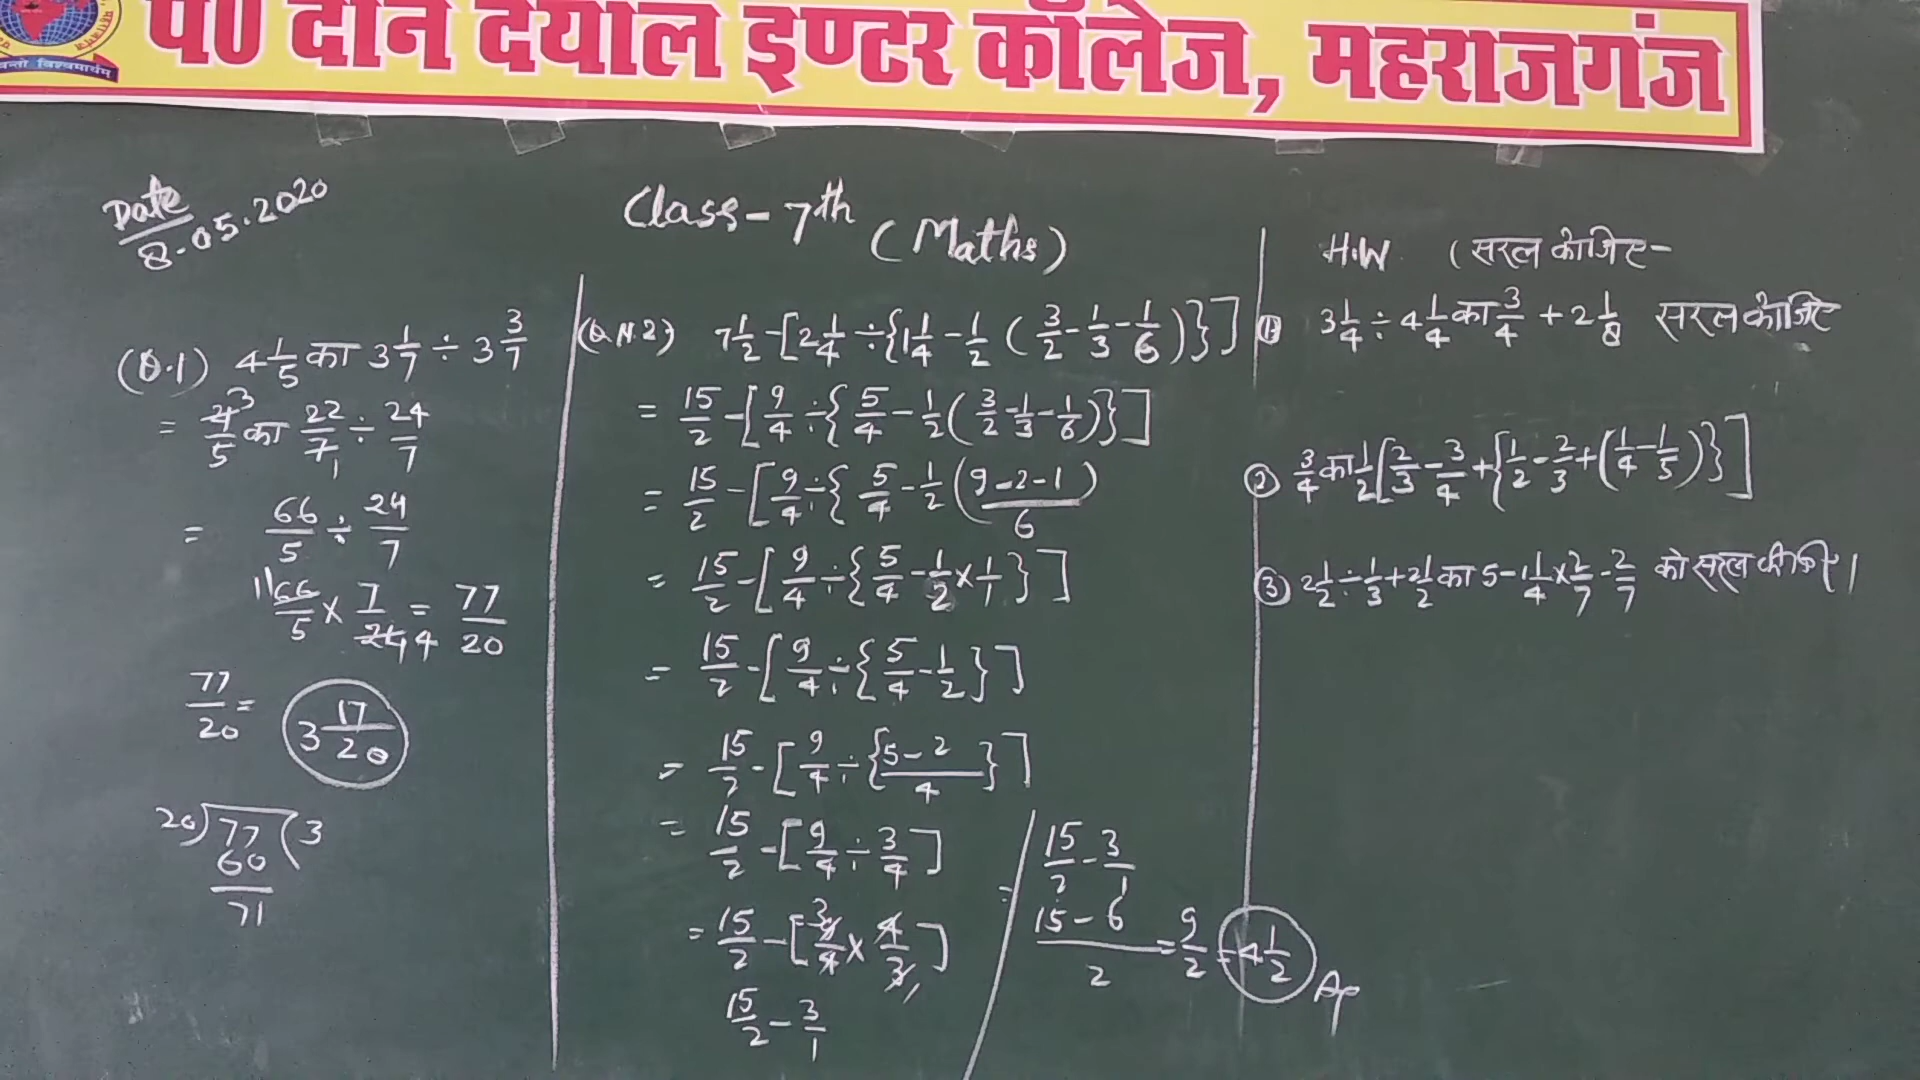 पं० दीन दयाल इण्टर कॉलेज, महराजगंज
Date
8.05.2020
Class-7th (Maths)
(Q.1) 4 1/5 का 3 1/7 ÷ 3 3/7
= 21/5 का 22/7 ÷ 24/7
= 66/5 ÷ 24/7
66/5 × 7/24 = 77/20
77/20 = 3 17/20
20) 77 (3
60
71
(Q.N.2) 7 1/2 - [2 1/4 ÷ {1 1/4 - 1/2 (3/2 - 1/3 - 1/6)}]
= 15/2 - [9/4 ÷ {5/4 - 1/2 (3/2 - 1/3 - 1/6)}]
= 15/2 - [9/4 ÷ {5/4 - 1/2 (9-2-1)/6
= 15/2 - [9/4 ÷ {5/4 - 1/2 × 1/1}]
= 15/2 - [9/4 ÷ {5/4 - 1/2}]
= 15/2 - [9/4 ÷ {5-2/4}]
= 15/2 - [9/4 ÷ 3/4]
= 15/2 - [9/4 × 4/3]
15/2 - 3/1
= 15/2 - 3/1
15-6/2 = 9/2 = 4 1/2
H.W (सरल कीजिए-
① 3 1/4 ÷ 4 1/4 का 3/4 + 2 1/8 सरल कीजिए
② 3/4 का 1/2 [2/3 - 3/4 + {1/2 - 2/3 + (1/4 - 1/5)}]
③ 2 1/2 ÷ 1/3 + 2 1/2 का 5 - 1 1/4 × 2/7 - 2/7 को सरल कीजिए।